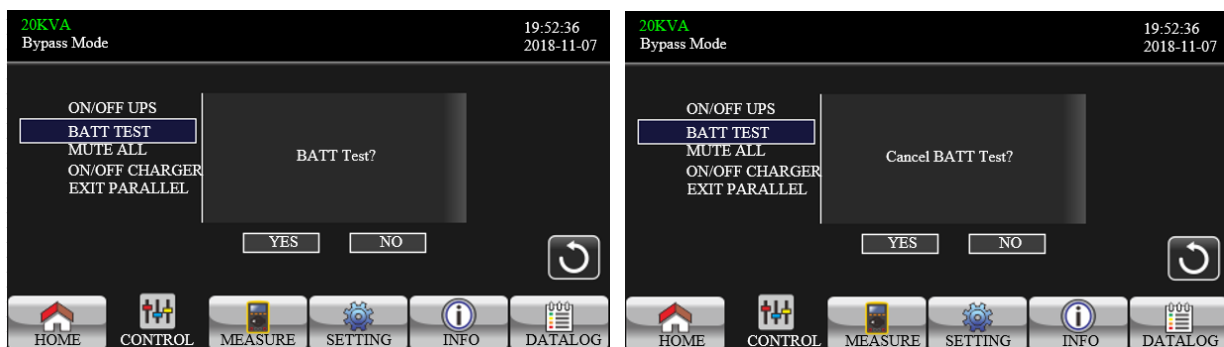 20KVA
Bypass Mode
19:52:36
2018-11-07
ON/OFF UPS
BATT TEST
MUTE ALL
ON/OFF CHARGER
EXIT PARALLEL
BATT Test?
YES
NO
HOME
CONTROL
MEASURE
SETTING
INFO
DATALOG
20KVA
Bypass Mode
19:52:36
2018-11-07
ON/OFF UPS
BATT TEST
MUTE ALL
ON/OFF CHARGER
EXIT PARALLEL
Cancel BATT Test?
YES
NO
HOME
CONTROL
MEASURE
SETTING
INFO
DATALOG